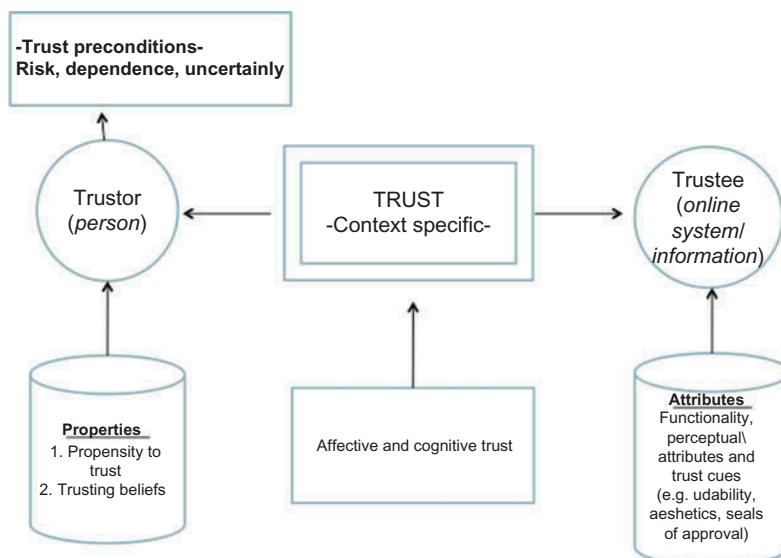 -Trust preconditions-
Risk, dependence, uncertainly
Trustor
(person)
TRUST
-Context specific-
Trustee
(online
system/
information)
Properties
1. Propensity to
trust
2. Trusting beliefs
Affective and cognitive trust
Attributes
Functionality,
perceptual\
attributes and
trust cues
(e.g. udability,
aeshetics, seals
of approval)